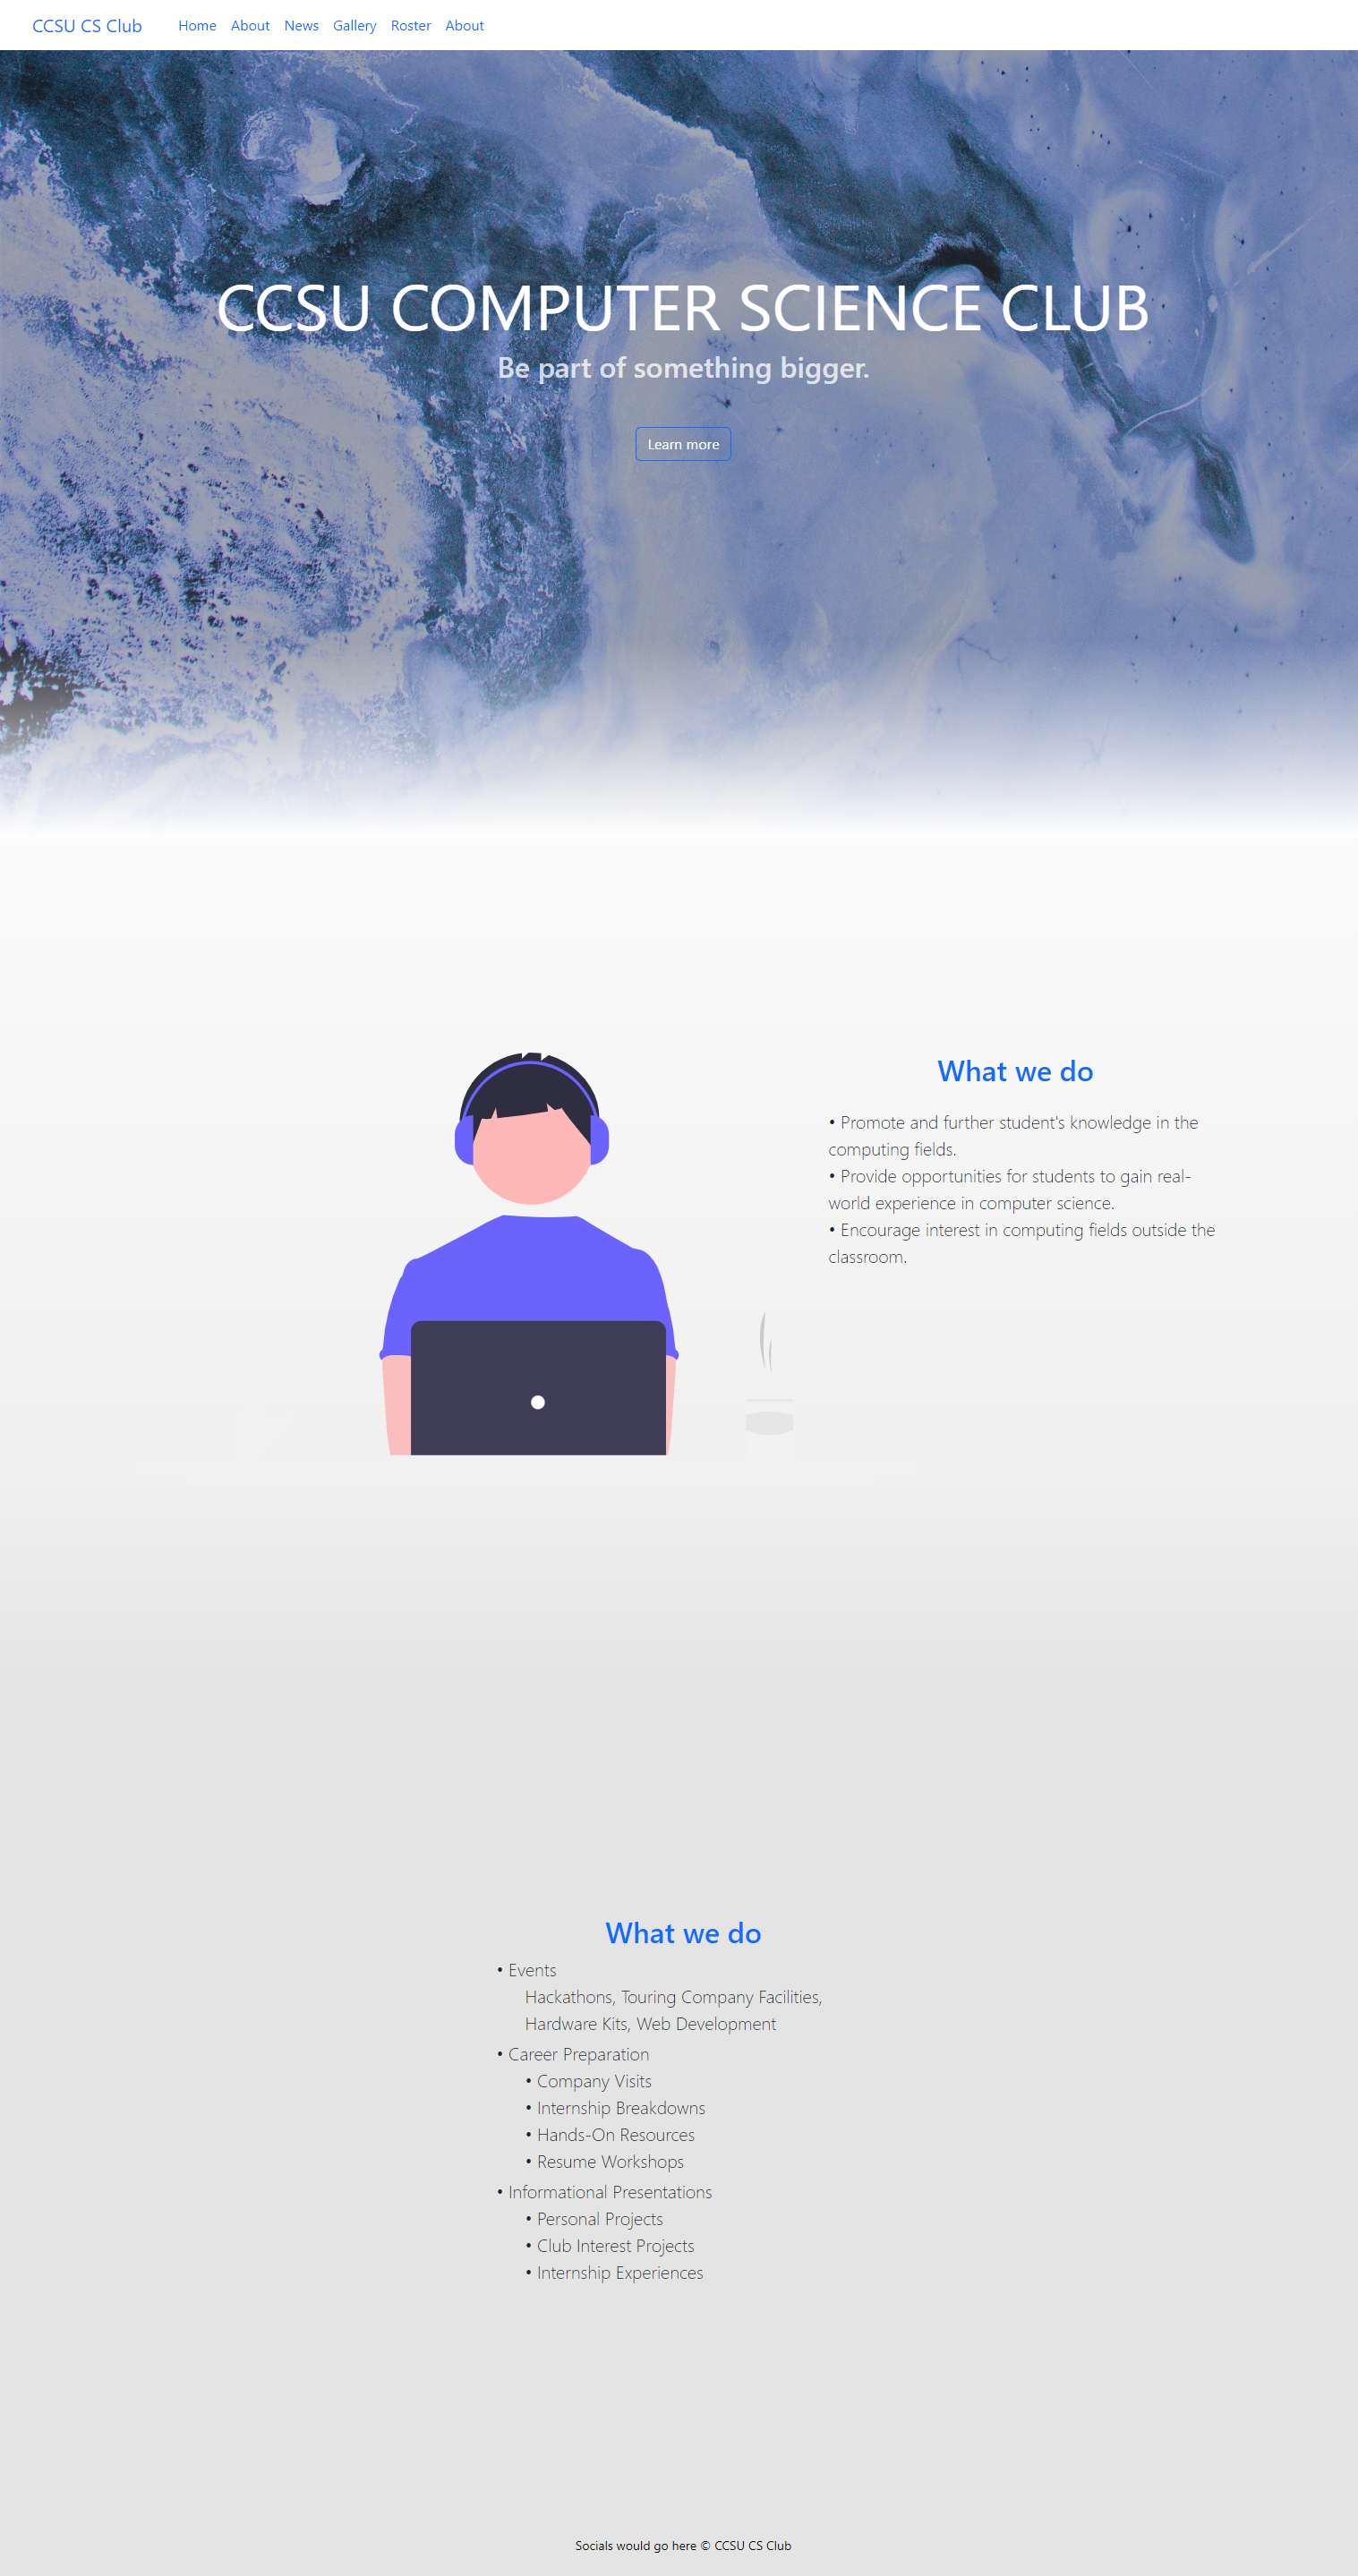 CCSU CS Club Home About News Gallery Roster About
CCSU COMPUTER SCIENCE CLUB
Be part of something bigger.
Learn more
What we do
• Promote and further student's knowledge in the
computing fields.
• Provide opportunities for students to gain real-
world experience in computer science.
• Encourage interest in computing fields outside the
classroom.
What we do
• Events
Hackathons, Touring Company Facilities,
Hardware Kits, Web Development
• Career Preparation
• Company Visits
• Internship Breakdowns
• Hands-On Resources
• Resume Workshops
• Informational Presentations
• Personal Projects
• Club Interest Projects
• Internship Experiences
Socials would go here © CCSU CS Club